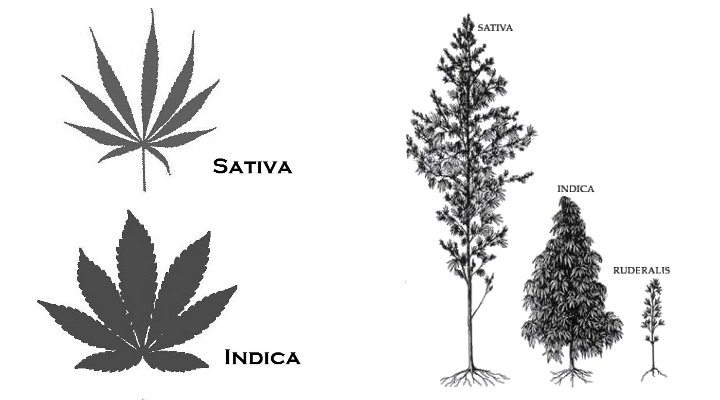 Sativa
Indica
SATIVA
INDICA
RUDERALIS